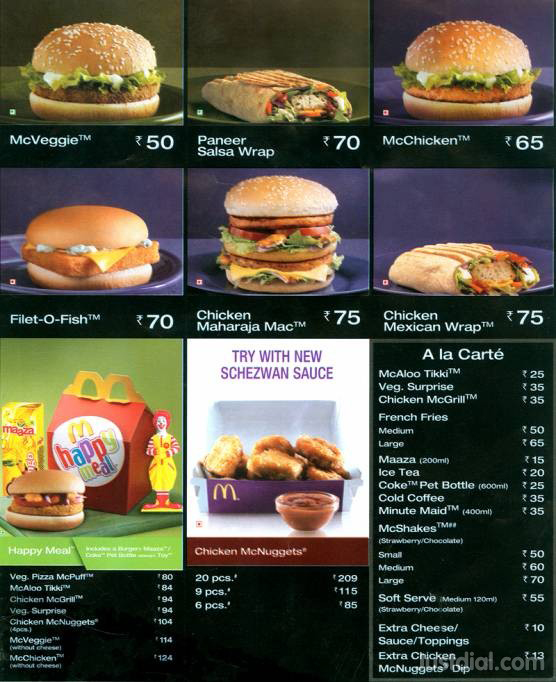 McVeggie™ ₹ 50
Paneer
Salsa Wrap ₹ 70
McChicken™ ₹ 65
Filet-O-Fish™ ₹ 70
Chicken
Maharaja Mac™ ₹ 75
Chicken
Mexican Wrap™ ₹ 75
maaza
m
happy
meal
Happy Meal™
Includes a Burger+ Maaza™/
Coke™ Pet Bottle + Toy**
Veg. Pizza McPuff™ ₹ 80
McAloo Tikki™ ₹ 84
Chicken McGrill™ ₹ 94
Veg. Surprise ₹ 94
Chicken McNuggets® ₹ 104
(4pcs.)
McVeggie™ ₹ 114
(without cheese)
McChicken™ ₹ 124
(without cheese)
TRY WITH NEW
SCHEZWAN SAUCE
Chicken McNuggets®
20 pcs.# ₹ 209
9 pcs.# ₹ 115
6 pcs.# ₹ 85
A la Carté
McAloo Tikki™ ₹ 25
Veg. Surprise ₹ 35
Chicken McGrill™ ₹ 35
French Fries
Medium ₹ 50
Large ₹ 65
Maaza (200ml) ₹ 15
Ice Tea ₹ 20
Coke™ Pet Bottle (600ml) ₹ 25
Cold Coffee ₹ 35
Minute Maid™ (400ml) ₹ 35
McShakes™##
(Strawberry/Chocolate)
Small ₹ 50
Medium ₹ 60
Large ₹ 70
Soft Serve (Medium 120ml) ₹ 55
(Strawberry/Chocolate)
Extra Cheese/ ₹ 10
Sauce/Toppings
Extra Chicken ₹ 13
McNuggets® Dip
Justdial.com